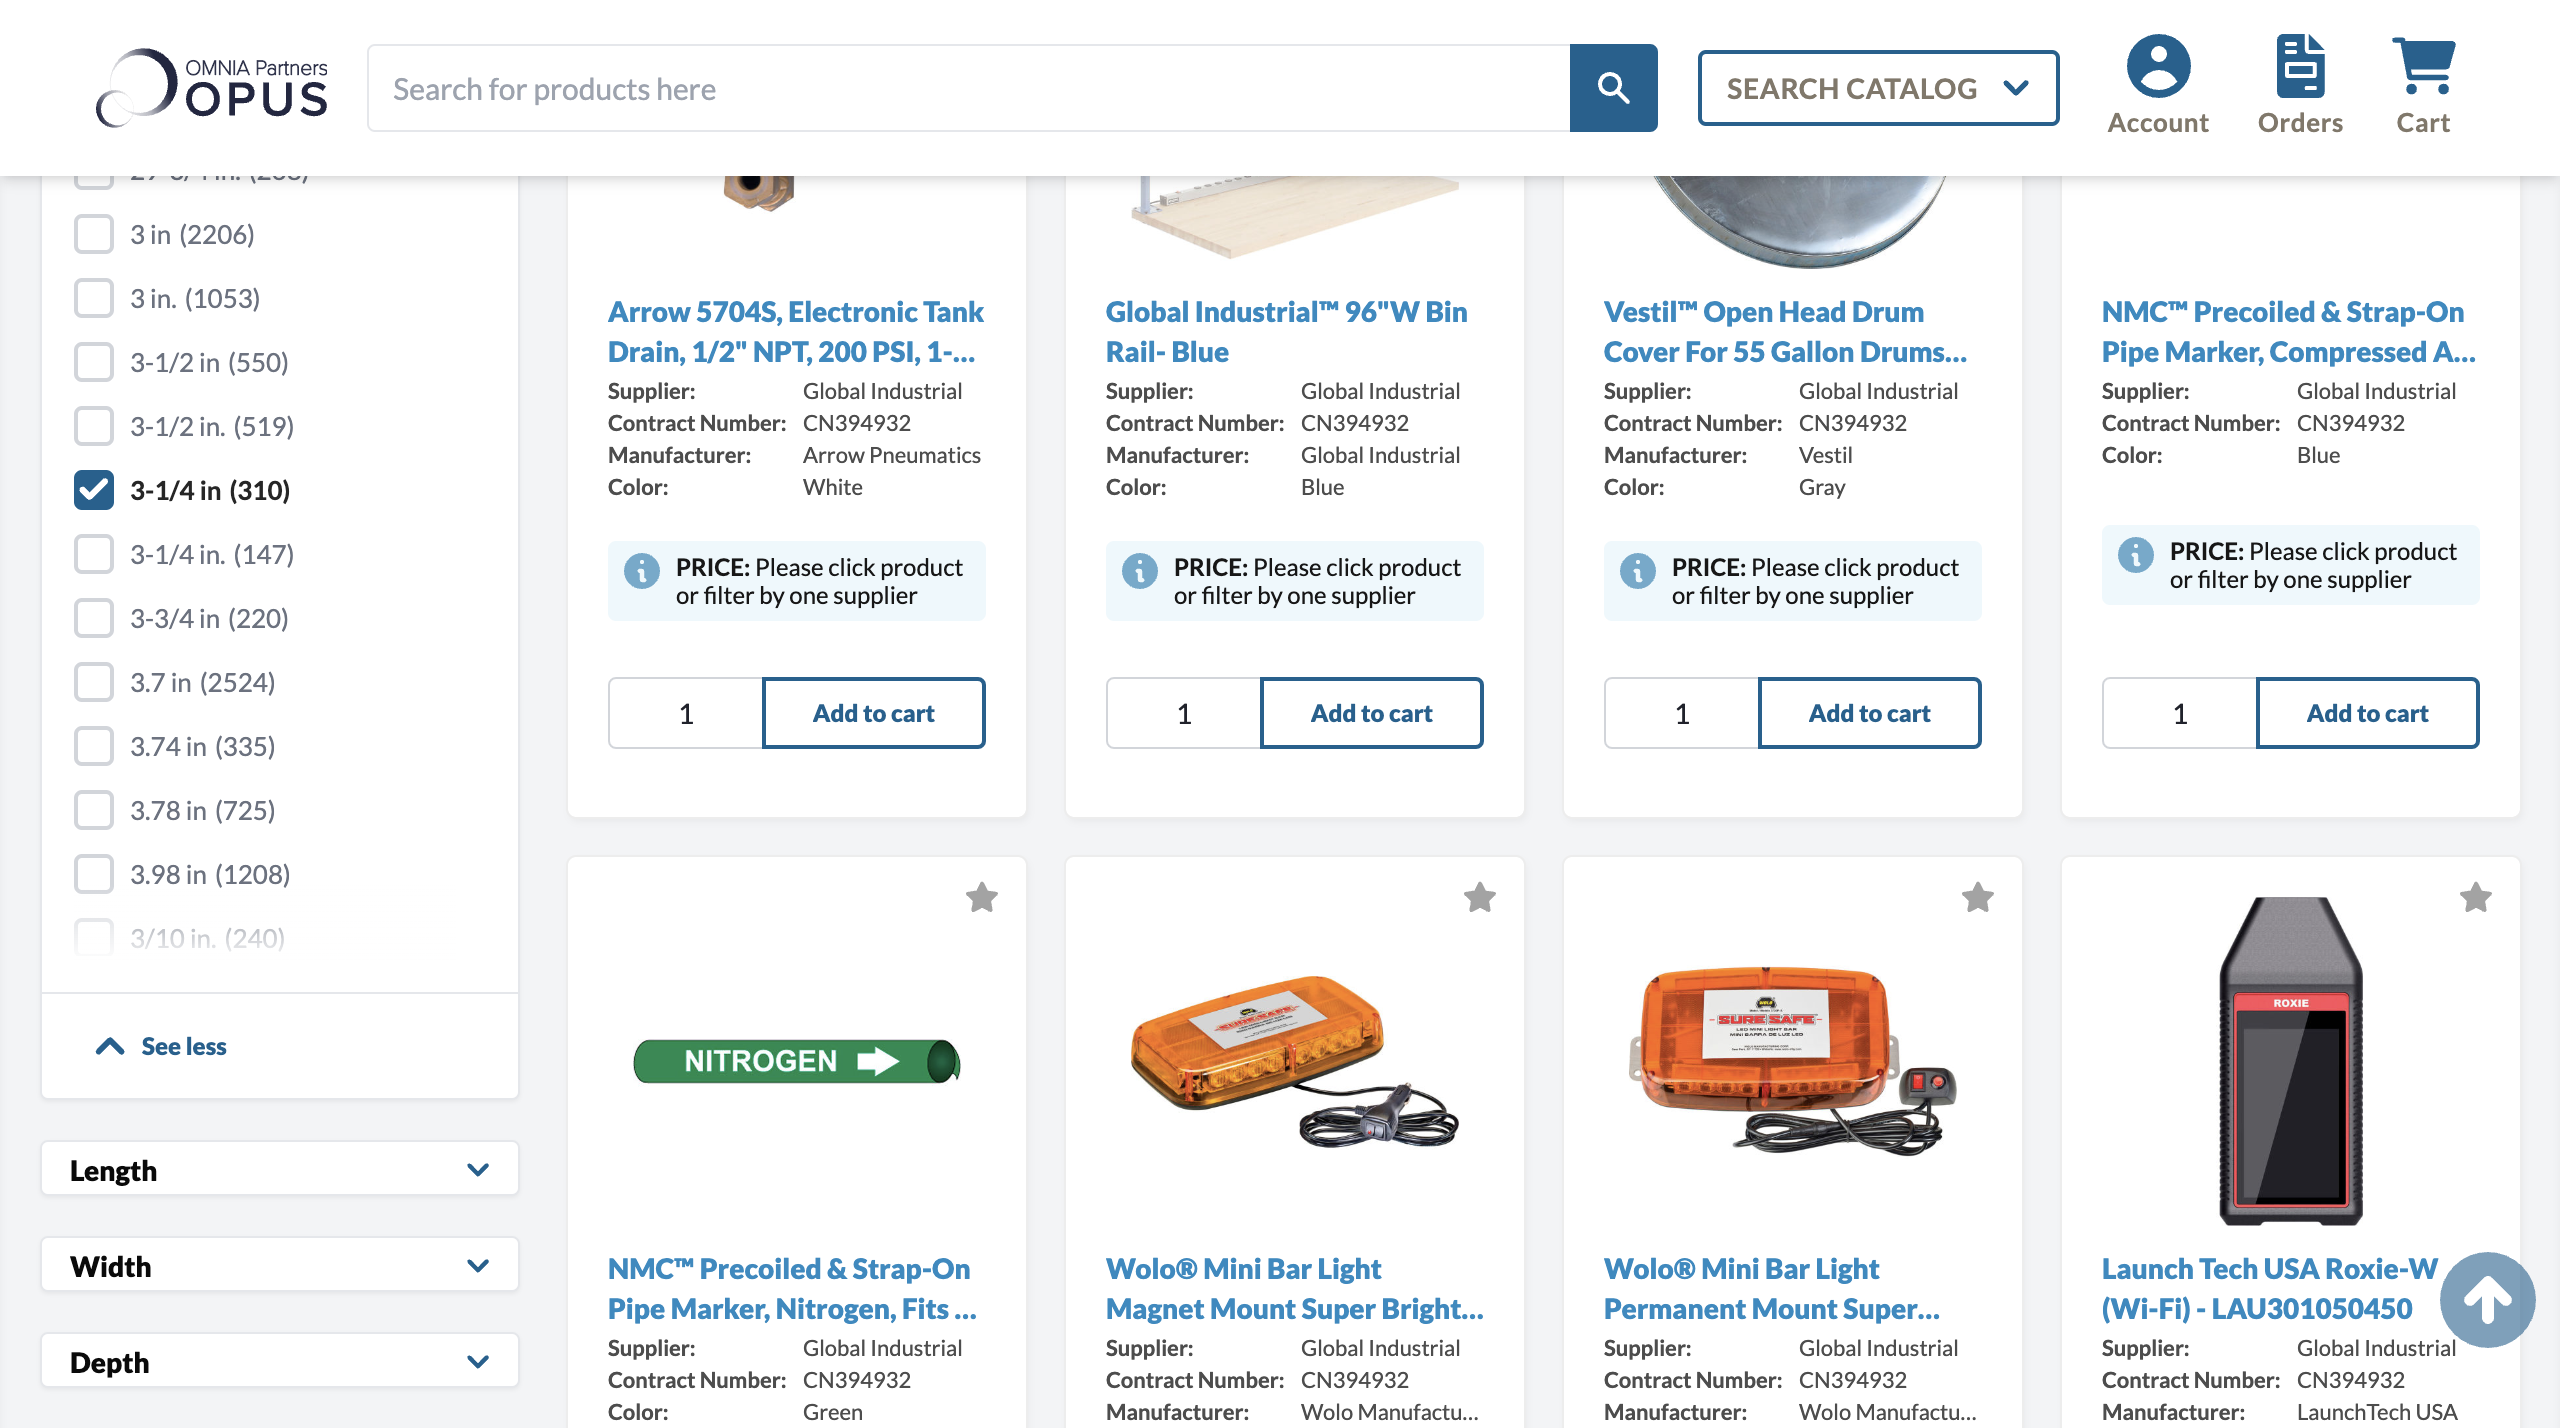 OMNIA Partners
OPUS
Search for products here
SEARCH CATALOG
Account
Orders
Cart
3 in (2206)
3 in. (1053)
3-1/2 in (550)
3-1/2 in. (519)
3-1/4 in (310)
3-1/4 in. (147)
3-3/4 in (220)
3.7 in (2524)
3.74 in (335)
3.78 in (725)
3.98 in (1208)
3/10 in. (240)
See less
Length
Width
Depth
Arrow 5704S, Electronic Tank
Drain, 1/2" NPT, 200 PSI, 1-...
Supplier: Global Industrial
Contract Number: CN394932
Manufacturer: Arrow Pneumatics
Color: White
PRICE: Please click product
or filter by one supplier
1 Add to cart
Global Industrial™ 96"W Bin
Rail- Blue
Supplier: Global Industrial
Contract Number: CN394932
Manufacturer: Global Industrial
Color: Blue
PRICE: Please click product
or filter by one supplier
1 Add to cart
Vestil™ Open Head Drum
Cover For 55 Gallon Drums...
Supplier: Global Industrial
Contract Number: CN394932
Manufacturer: Vestil
Color: Gray
PRICE: Please click product
or filter by one supplier
1 Add to cart
NMC™ Precoiled & Strap-On
Pipe Marker, Compressed A...
Supplier: Global Industrial
Contract Number: CN394932
Color: Blue
PRICE: Please click product
or filter by one supplier
1 Add to cart
NITROGEN
NMC™ Precoiled & Strap-On
Pipe Marker, Nitrogen, Fits ...
Supplier: Global Industrial
Contract Number: CN394932
Color: Green
SURE SAFE
Wolo® Mini Bar Light
Magnet Mount Super Bright...
Supplier: Global Industrial
Contract Number: CN394932
Manufacturer: Wolo Manufactu...
SURE SAFE
LED MINI LIGHT BAR
MINI BARRA DE LUZ LED
Wolo® Mini Bar Light
Permanent Mount Super...
Supplier: Global Industrial
Contract Number: CN394932
Manufacturer: Wolo Manufactu...
ROXIE
Launch Tech USA Roxie-W
(Wi-Fi) - LAU301050450
Supplier: Global Industrial
Contract Number: CN394932
Manufacturer: LaunchTech USA